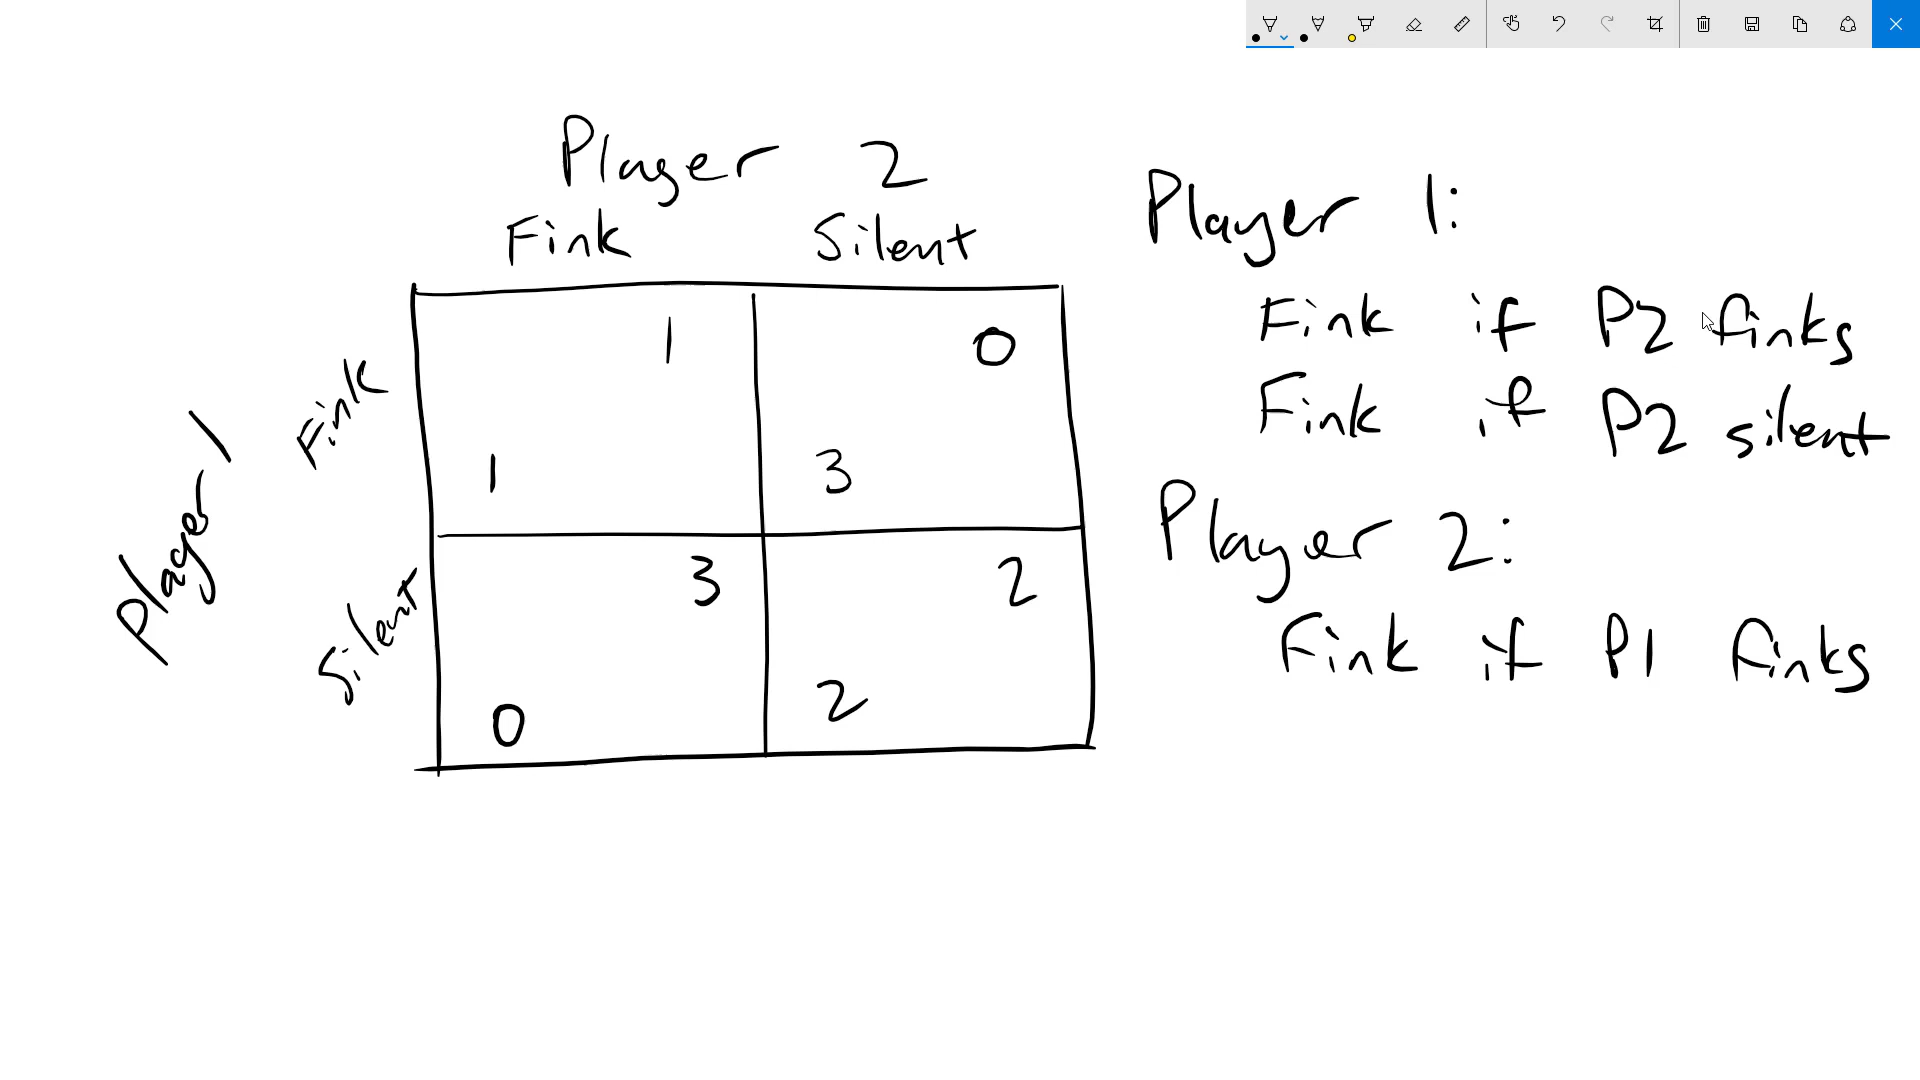 Player 2
Fink Silent
Player 1
Fink
1 0
1 3
Silent
3 2
0 2
Player 1:
Fink if P2 finks
Fink if P2 silent
Player 2:
Fink if P1 finks